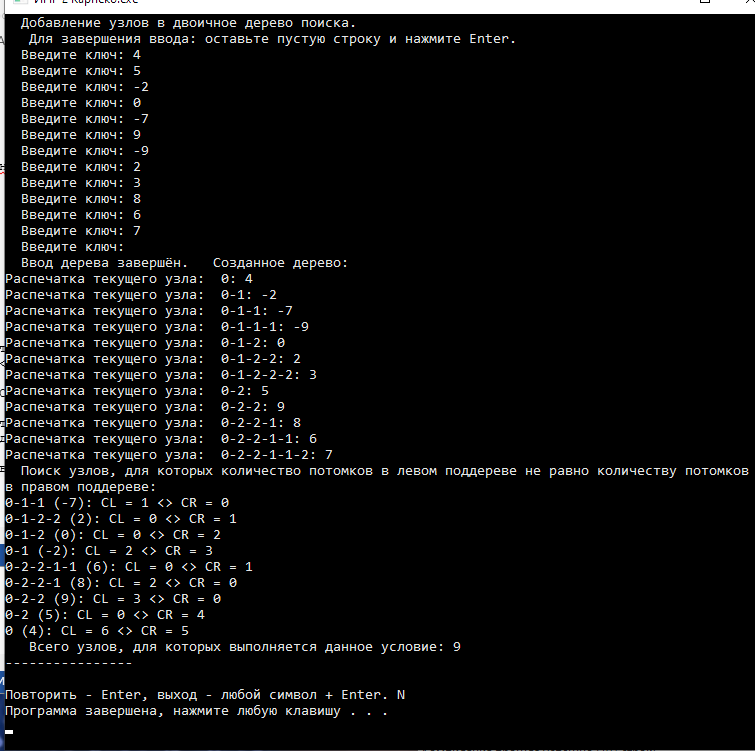 Добавление узлов в двоичное дерево поиска.
Для завершения ввода: оставьте пустую строку и нажмите Enter.
Введите ключ: 4
Введите ключ: 5
Введите ключ: -2
Введите ключ: 0
Введите ключ: -7
Введите ключ: 9
Введите ключ: -9
Введите ключ: 2
Введите ключ: 3
Введите ключ: 8
Введите ключ: 6
Введите ключ: 7
Введите ключ:
Ввод дерева завершён.   Созданное дерево:
Распечатка текущего узла:  0: 4
Распечатка текущего узла:  0-1: -2
Распечатка текущего узла:  0-1-1: -7
Распечатка текущего узла:  0-1-1-1: -9
Распечатка текущего узла:  0-1-2: 0
Распечатка текущего узла:  0-1-2-2: 2
Распечатка текущего узла:  0-1-2-2-2: 3
Распечатка текущего узла:  0-2: 5
Распечатка текущего узла:  0-2-2: 9
Распечатка текущего узла:  0-2-2-1: 8
Распечатка текущего узла:  0-2-2-1-1: 6
Распечатка текущего узла:  0-2-2-1-1-2: 7
Поиск узлов, для которых количество потомков в левом поддереве не равно количеству потомков
в правом поддереве:
0-1-1 (-7): CL = 1 <> CR = 0
0-1-2-2 (2): CL = 0 <> CR = 1
0-1-2 (0): CL = 0 <> CR = 2
0-1 (-2): CL = 2 <> CR = 3
0-2-2-1-1 (6): CL = 0 <> CR = 1
0-2-2-1 (8): CL = 2 <> CR = 0
0-2-2 (9): CL = 3 <> CR = 0
0-2 (5): CL = 0 <> CR = 4
0 (4): CL = 6 <> CR = 5
Всего узлов, для которых выполняется данное условие: 9
----------------
Повторить - Enter, выход - любой символ + Enter. N
Программа завершена, нажмите любую клавишу . . .